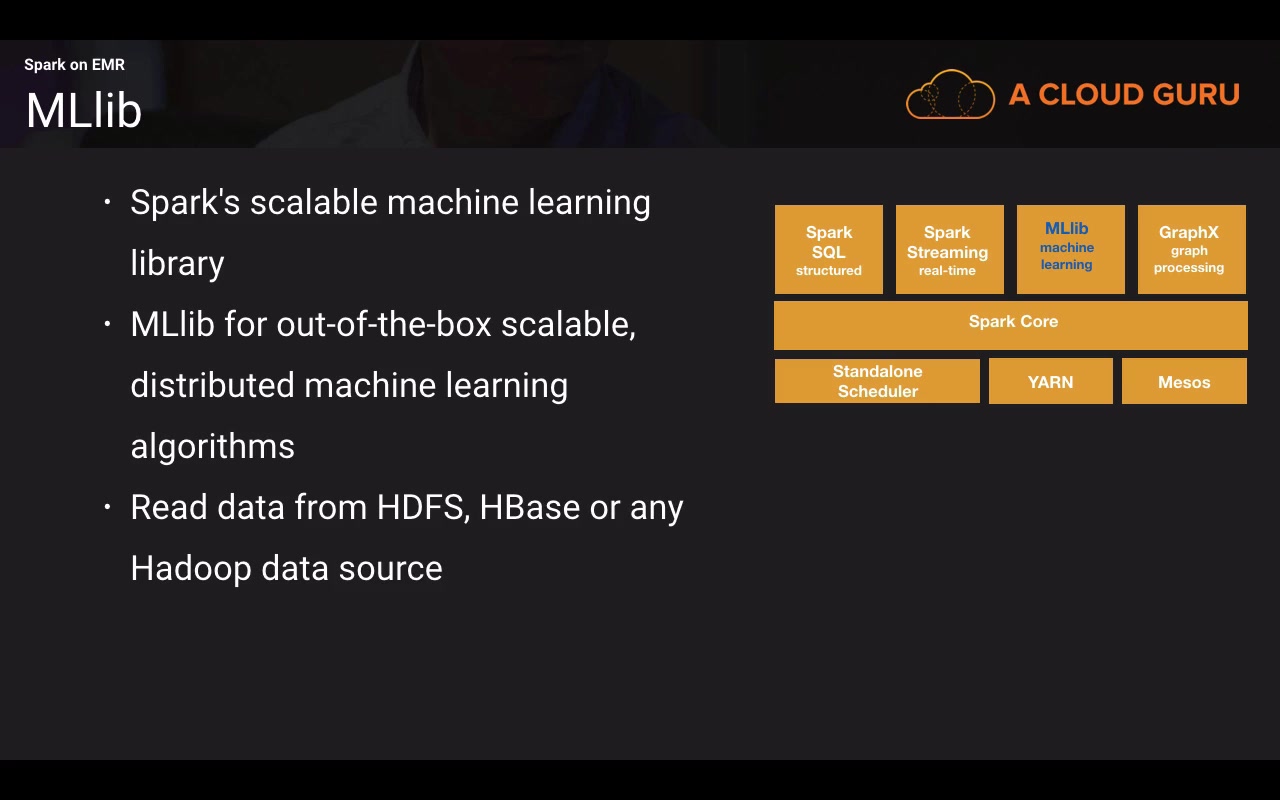 Spark on EMR
MLlib
A CLOUD GURU
• Spark's scalable machine learning
library
• MLlib for out-of-the-box scalable,
distributed machine learning
algorithms
• Read data from HDFS, HBase or any
Hadoop data source
Spark
SQL
structured
Spark
Streaming
real-time
MLlib
machine
learning
GraphX
graph
processing
Spark Core
Standalone
Scheduler
YARN
Mesos